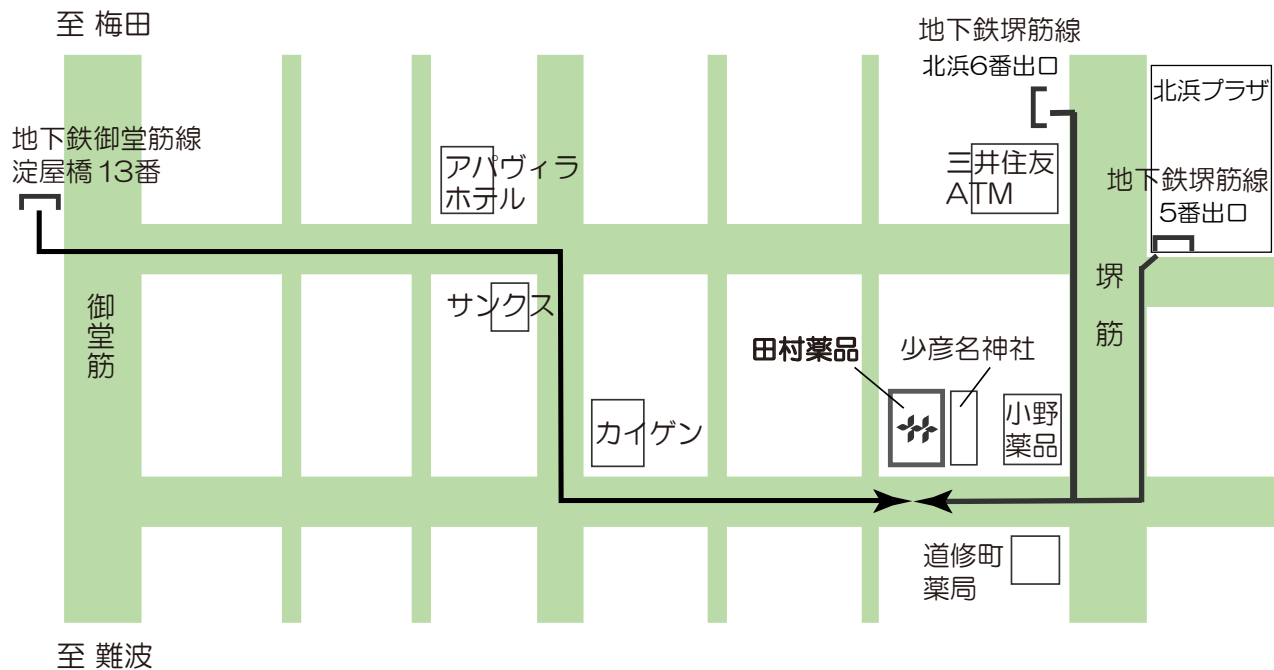 至 梅田
地下鉄堺筋線
北浜6番出口
北浜プラザ
地下鉄御堂筋線
淀屋橋 13番
アパヴィラ
ホテル
三井住友
ATM
地下鉄堺筋線
5番出口
御堂筋
サンクス
堺筋
田村薬品
少彦名神社
カイゲン
小野
薬品
道修町
薬局
至 難波